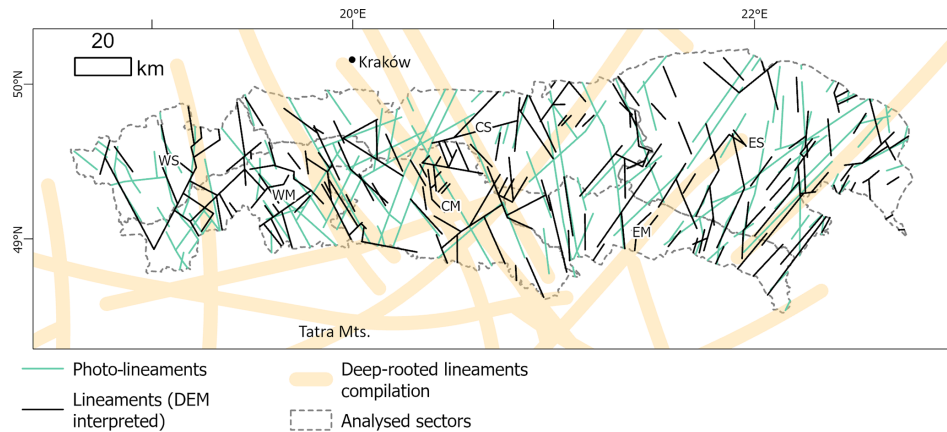 20°E
22°E
20
km
Kraków
50°N
CS
ES
WS
WM
CM
EM
49°N
Tatra Mts.
Photo-lineaments
Lineaments (DEM
interpreted)
Deep-rooted lineaments
compilation
Analysed sectors